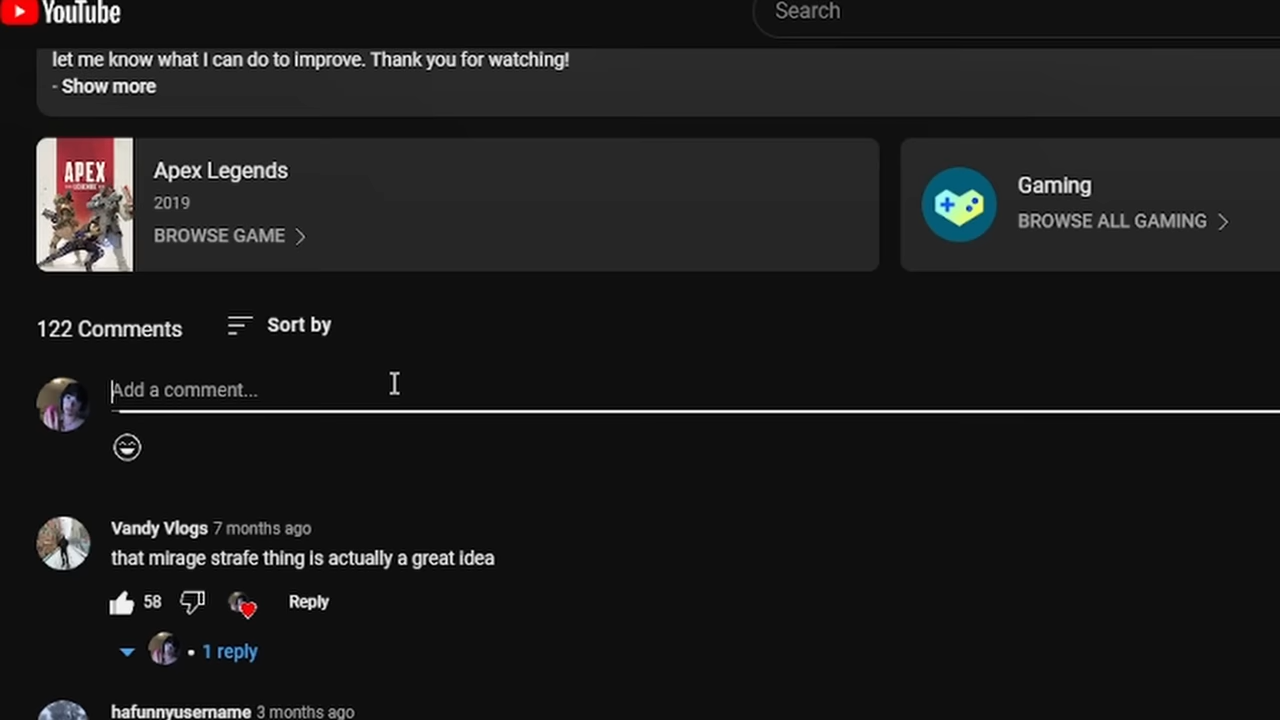 YouTube
Search
let me know what I can do to improve. Thank you for watching!
- Show more
APEX
LEGENDS
Apex Legends
2019
BROWSE GAME
Gaming
BROWSE ALL GAMING
122 Comments
Sort by
Add a comment...
Vandy Vlogs 7 months ago
that mirage strafe thing is actually a great idea
58
Reply
• 1 reply
hafunnyusername 3 months ago